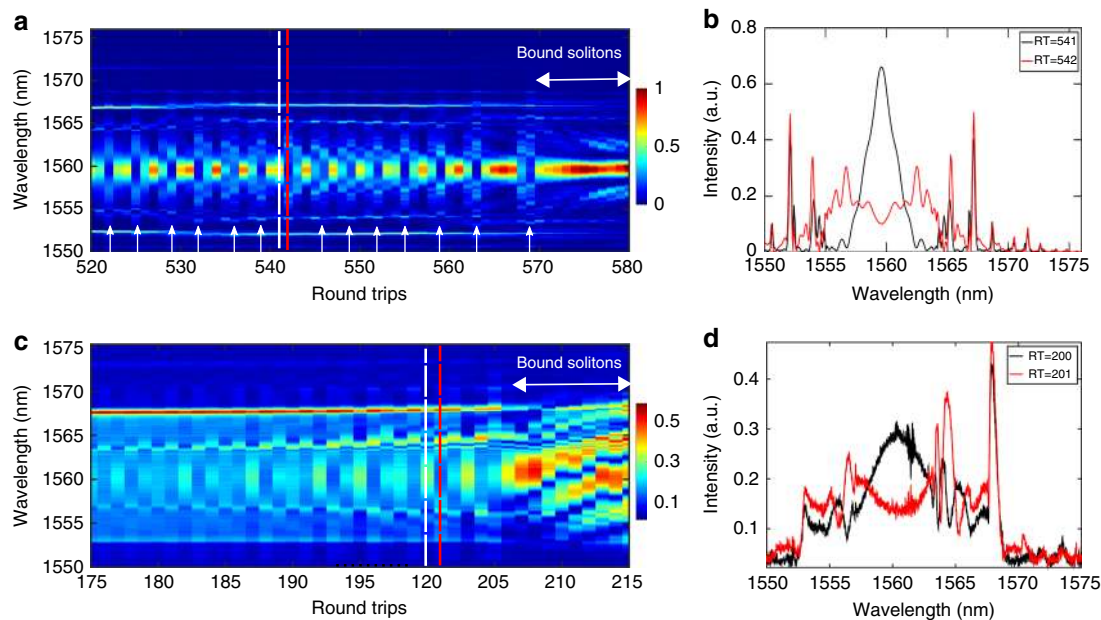 a
1575
1570
1565
1560
1555
1550
Wavelength (nm)
Bound solitons
520 530 540 550 560 570 580
Round trips
1
0.5
0
b
0.8
0.6
0.4
0.2
0
Intensity (a.u.)
RT=541
RT=542
1550 1555 1560 1565 1570 1575
Wavelength (nm)
c
1575
1570
1565
1560
1555
1550
Wavelength (nm)
Bound solitons
175 180 185 190 195 120 205 210 215
Round trips
0.5
0.3
0.1
d
0.4
0.3
0.2
0.1
Intensity (a.u.)
RT=200
RT=201
1550 1555 1560 1565 1570 1575
Wavelength (nm)